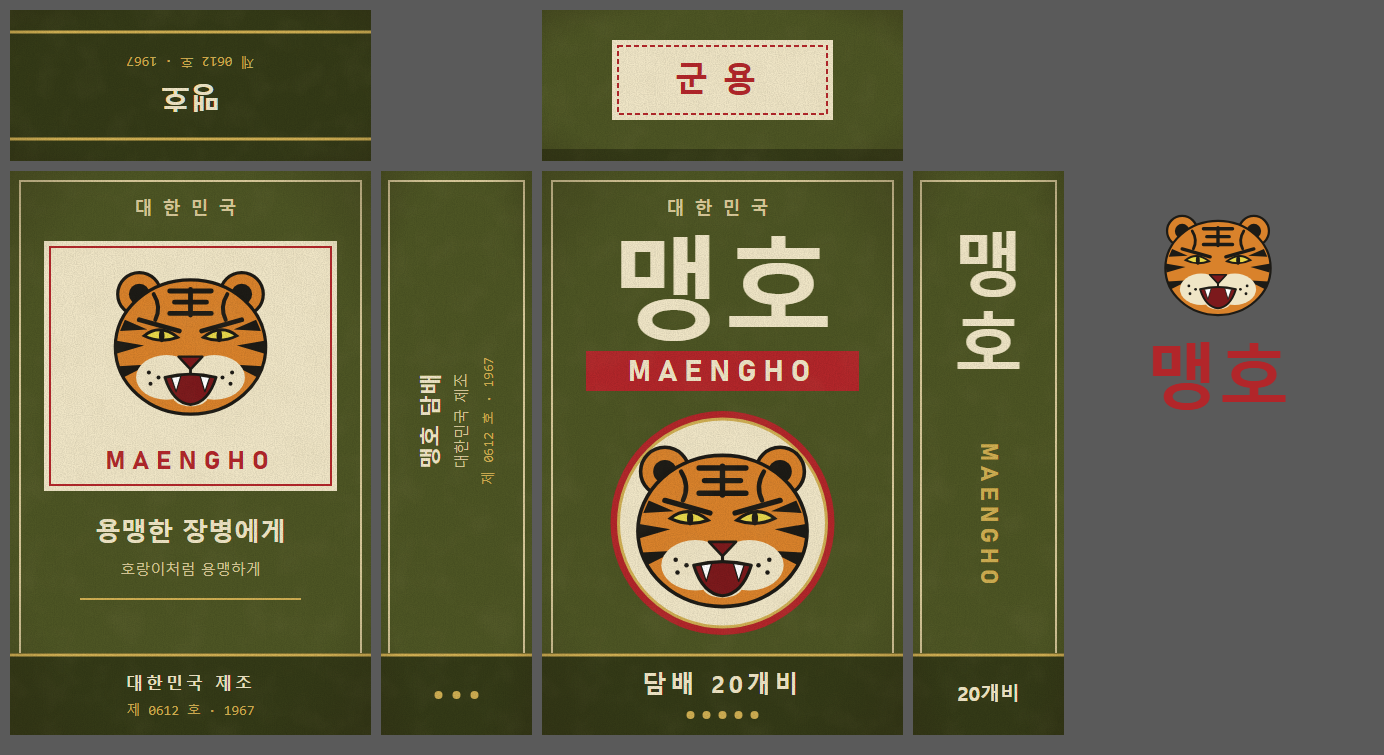 제 0612 호 · 1967
맹호
군용
대한민국
MAENGHO
용맹한 장병에게
호랑이처럼 용맹하게
대한민국 제조
제 0612 호 · 1967
맹호 담배
대한민국 제조
제 0612 호 · 1967
대한민국
맹호
MAENGHO
담배 20개비
맹호
MAENGHO
20개비
맹호